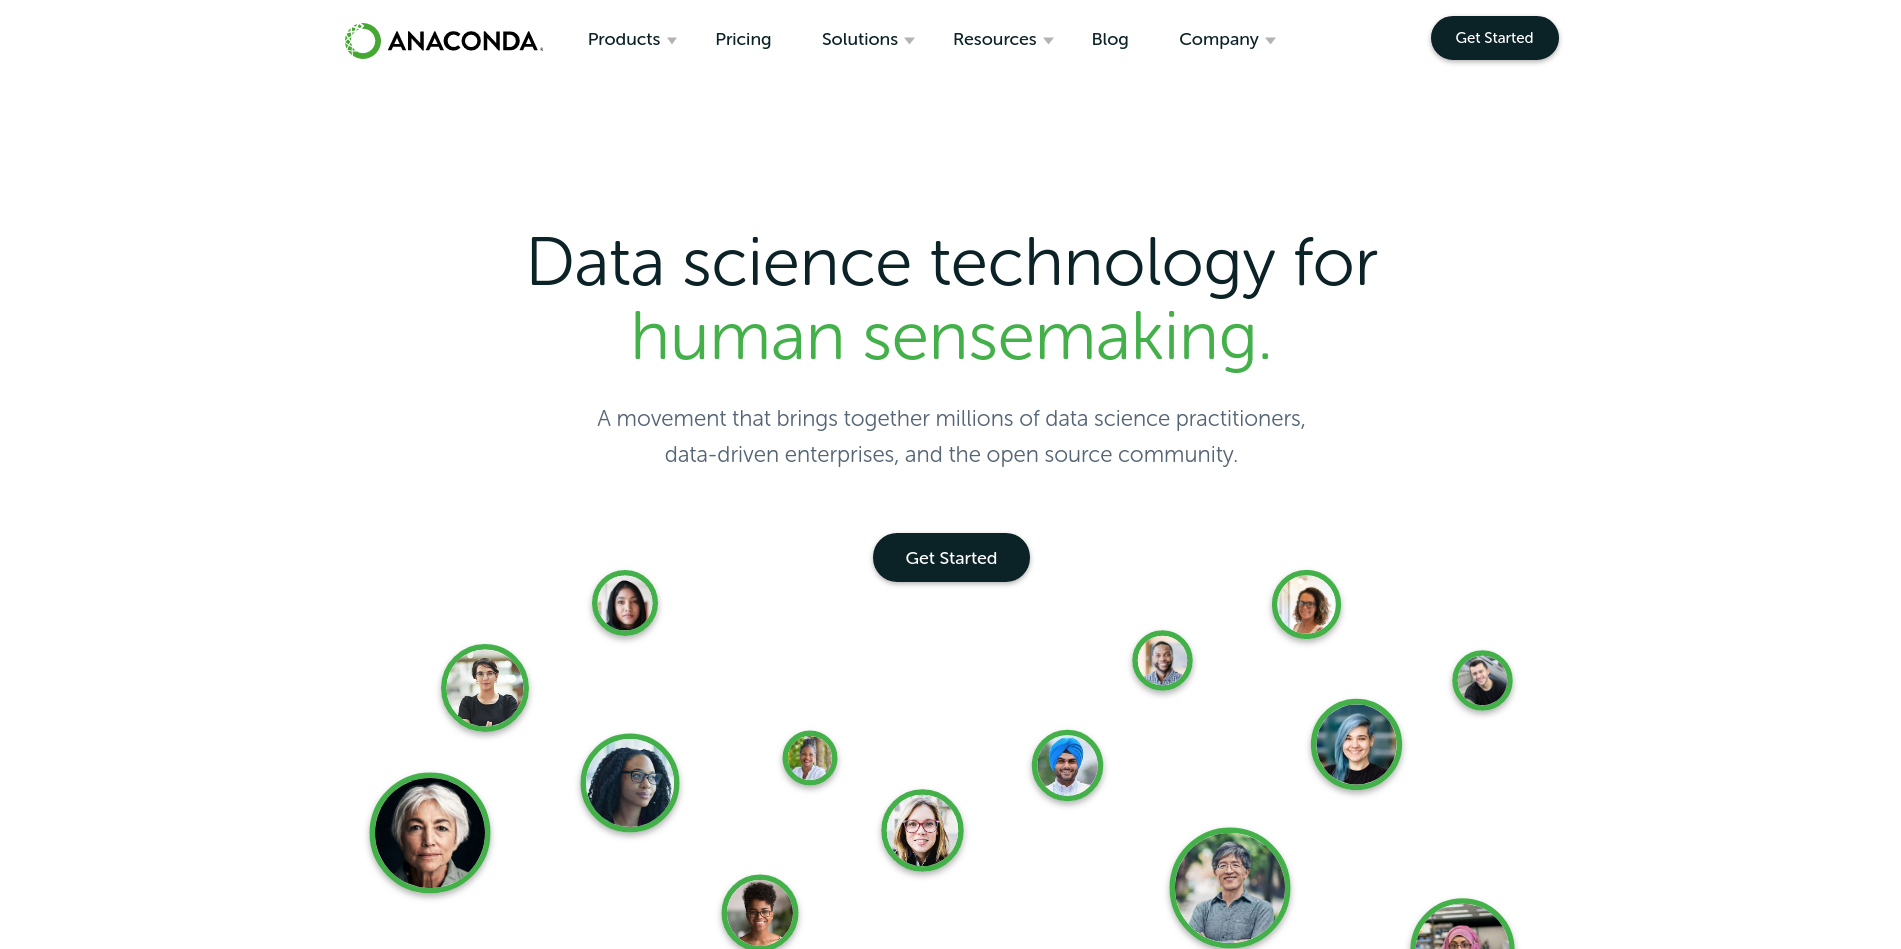 ANACONDA.
Products Pricing Solutions Resources Blog Company Get Started
Data science technology for
human sensemaking.
A movement that brings together millions of data science practitioners,
data-driven enterprises, and the open source community.
Get Started